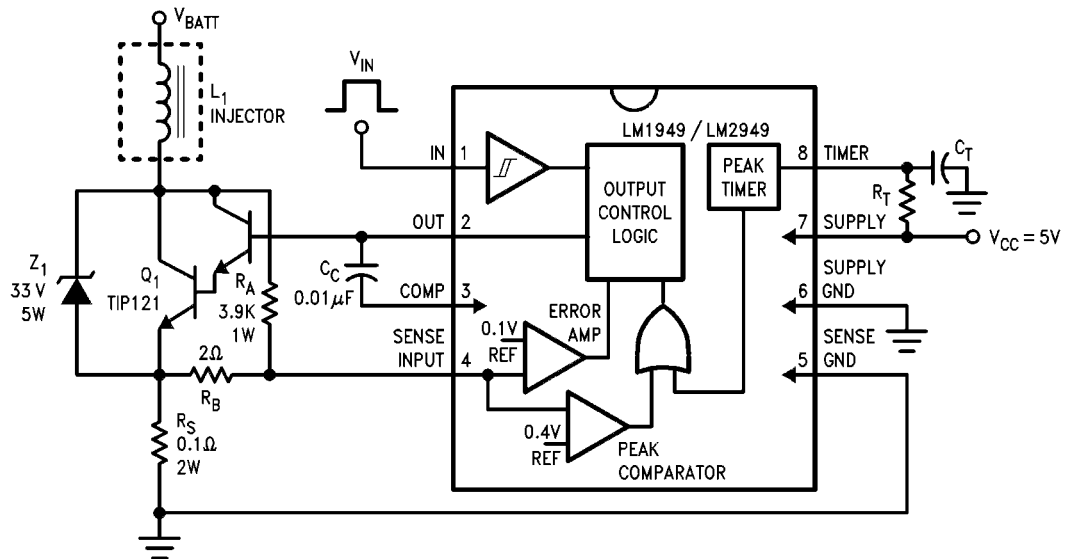 V_BATT
L_1
INJECTOR
V_IN
LM1949 / LM2949
IN 1
8 TIMER
C_T
PEAK
TIMER
R_T
OUTPUT
CONTROL
LOGIC
OUT 2
7 SUPPLY
V_CC = 5V
Z_1
33 V
5W
Q_1
TIP121
R_A
3.9K
1W
C_C
0.01μF
COMP 3
SUPPLY
6 GND
SENSE
INPUT 4
0.1V
REF
ERROR
AMP
SENSE
5 GND
2Ω
R_B
R_S
0.1Ω
2W
0.4V
REF
PEAK
COMPARATOR